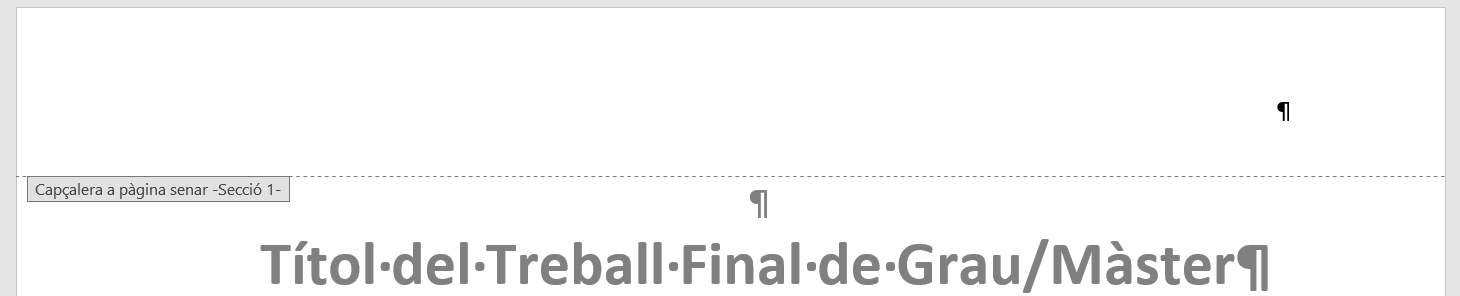 ¶
Capçalera a pàgina senar -Secció 1-
¶
Títol·del·Treball·Final·de·Grau/Màster¶